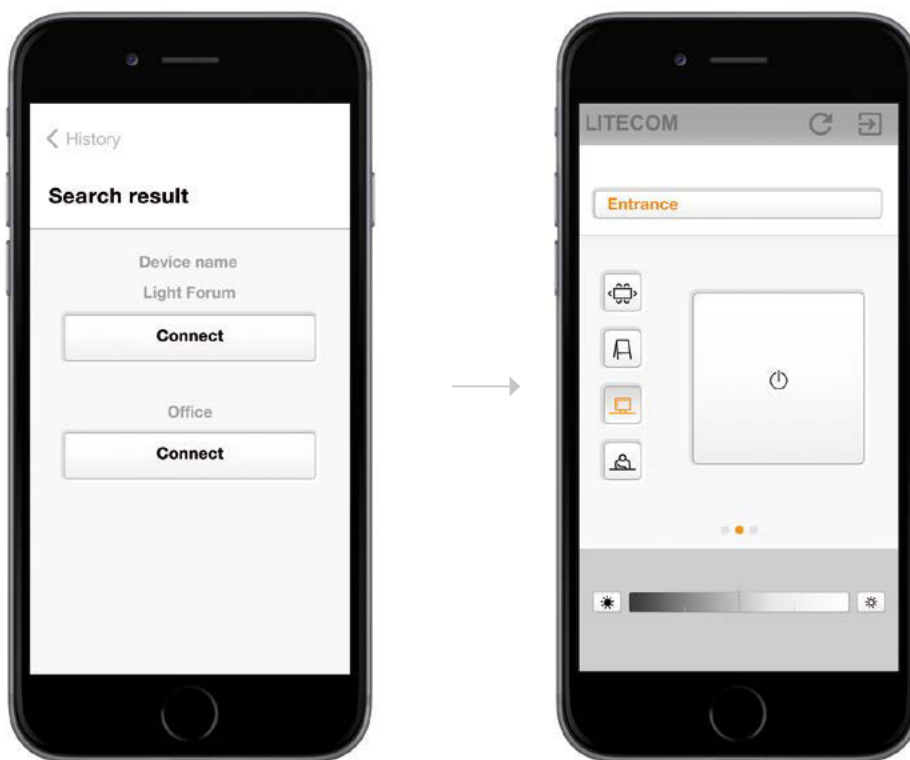 History
Search result
Device name
Light Forum
Connect
Office
Connect
LITECOM
Entrance